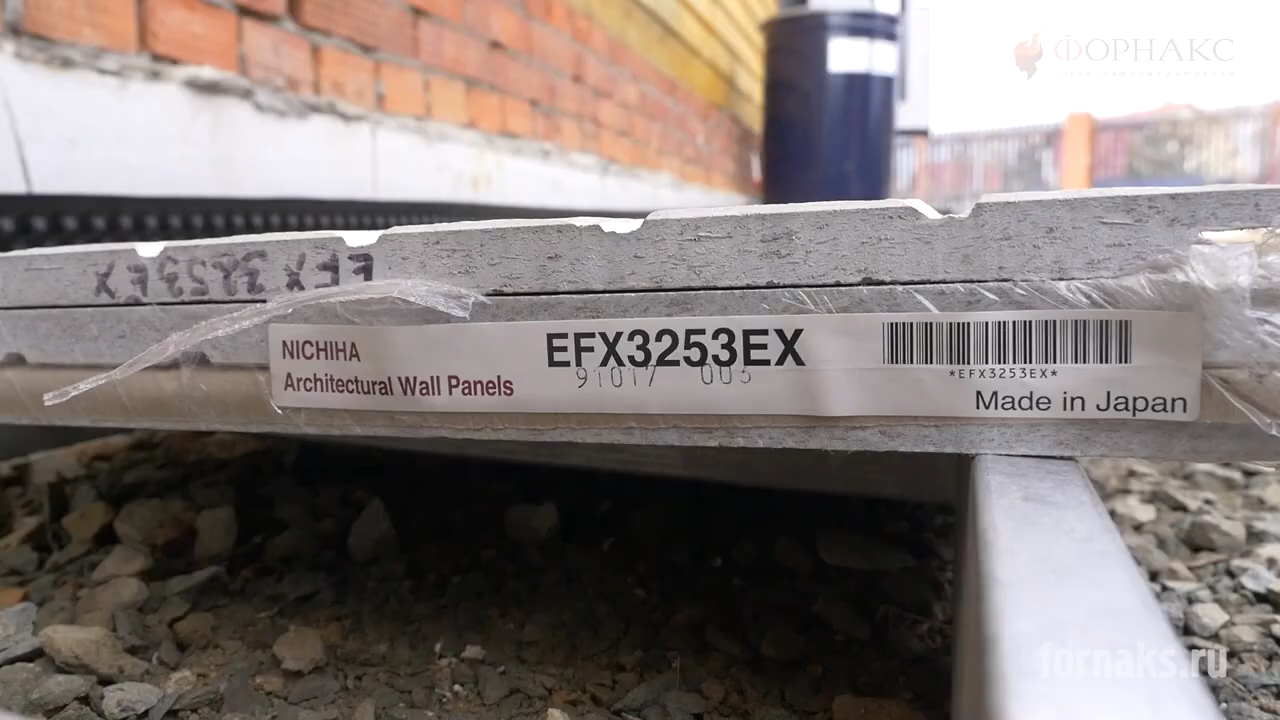 ФОРНАКС
EFX 3253EX
NICHIHA
Architectural Wall Panels
EFX3253EX
91017 005
*EFX3253EX*
Made in Japan
fornaks.ru